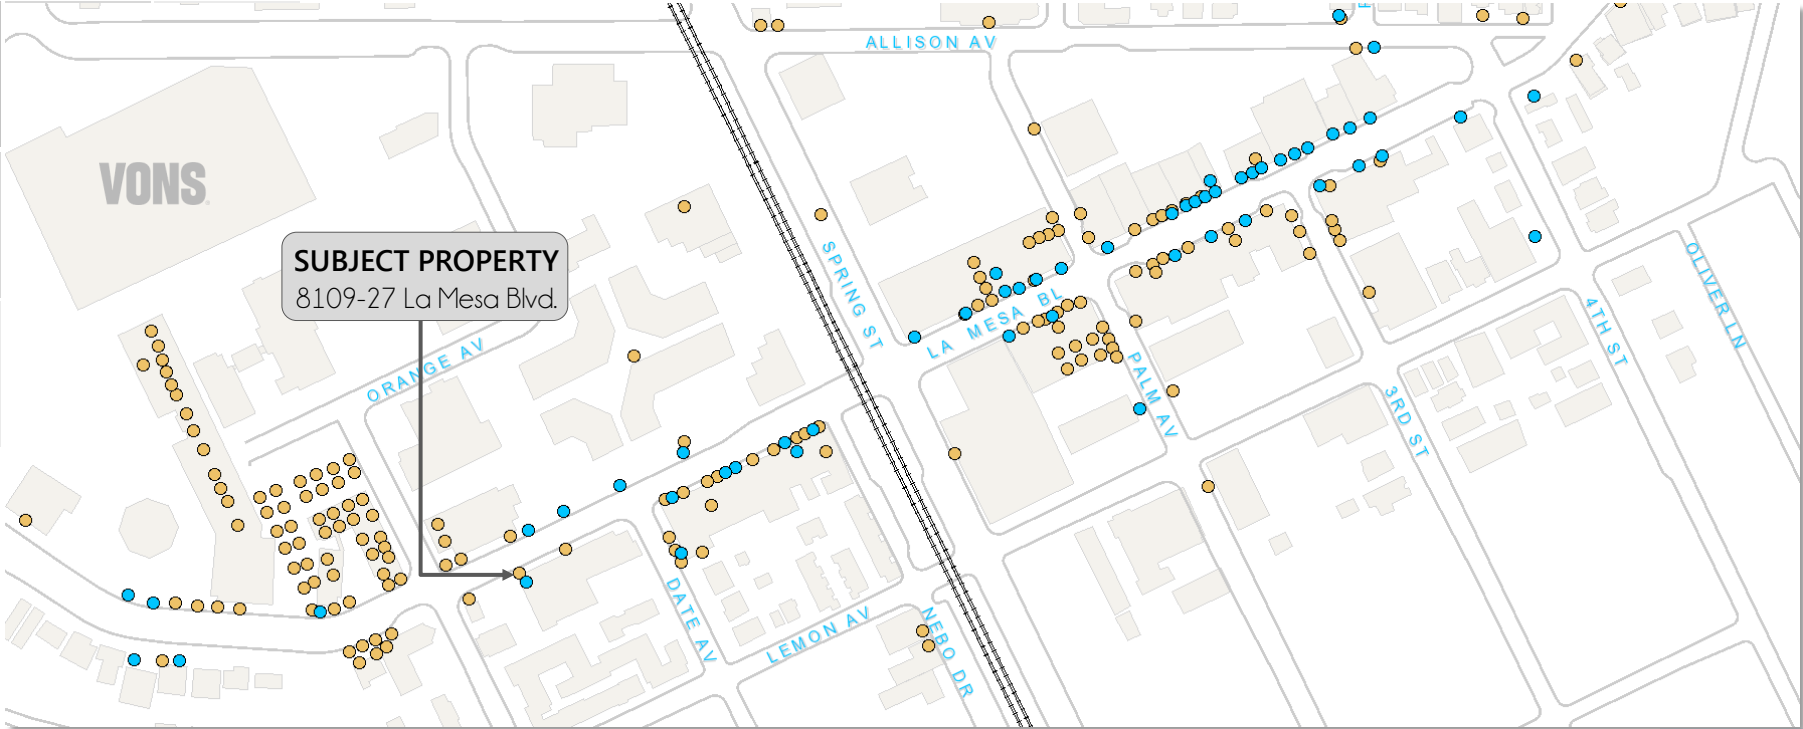 ALLISON AV
VONS
SUBJECT PROPERTY
8109-27 La Mesa Blvd.
SPRING ST
LA MESA BL
ORANGE AV
PALM AV
3RD ST
4TH ST
OLIVER LN
DATE AV
LEMON AV
NEBO DR